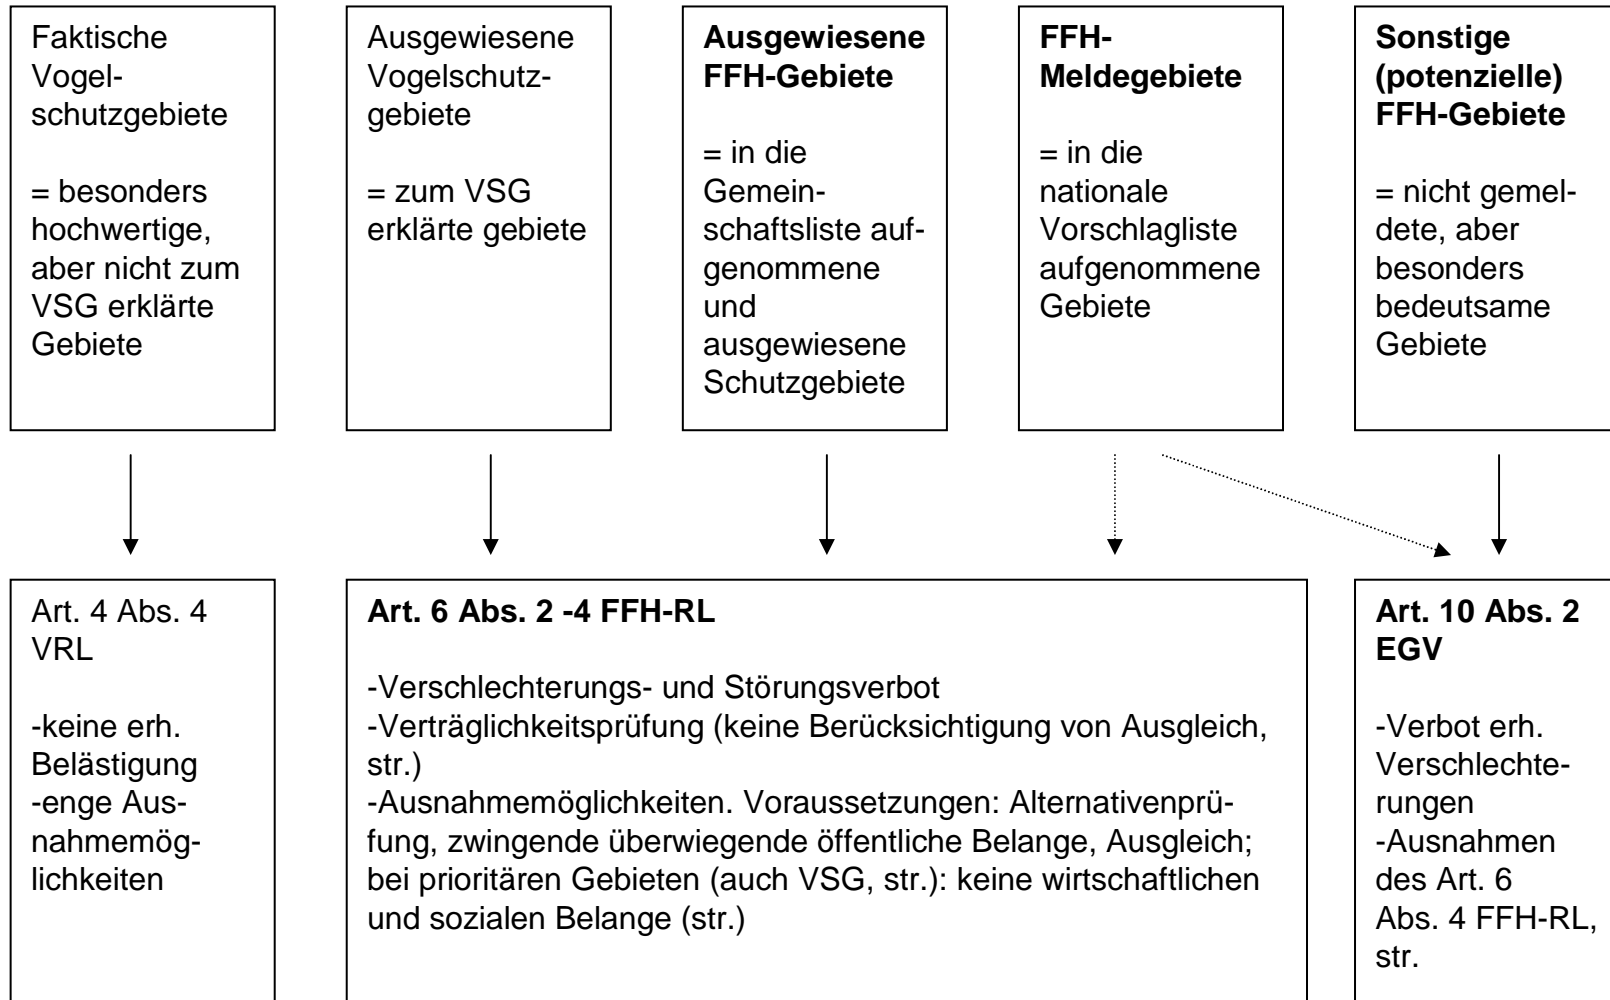 Faktische
Vogel-
schutzgebiete
= besonders
hochwertige,
aber nicht zum
VSG erklärte
Gebiete
Ausgewiesene
Vogelschutz-
gebiete
= zum VSG
erklärte gebiete
Ausgewiesene
FFH-Gebiete
= in die
Gemein-
schaftsliste auf-
genommene
und
ausgewiesene
Schutzgebiete
FFH-
Meldegebiete
= in die
nationale
Vorschlagliste
aufgenommene
Gebiete
Sonstige
(potenzielle)
FFH-Gebiete
= nicht gemel-
dete, aber
besonders
bedeutsame
Gebiete
Art. 4 Abs. 4
VRL
-keine erh.
Belästigung
-enge Aus-
nahmemög-
lichkeiten
Art. 6 Abs. 2 -4 FFH-RL
-Verschlechterungs- und Störungsverbot
-Verträglichkeitsprüfung (keine Berücksichtigung von Ausgleich,
str.)
-Ausnahmemöglichkeiten. Voraussetzungen: Alternativenprü-
fung, zwingende überwiegende öffentliche Belange, Ausgleich;
bei prioritären Gebieten (auch VSG, str.): keine wirtschaftlichen
und sozialen Belange (str.)
Art. 10 Abs. 2
EGV
-Verbot erh.
Verschlechte-
rungen
-Ausnahmen
des Art. 6
Abs. 4 FFH-RL,
str.